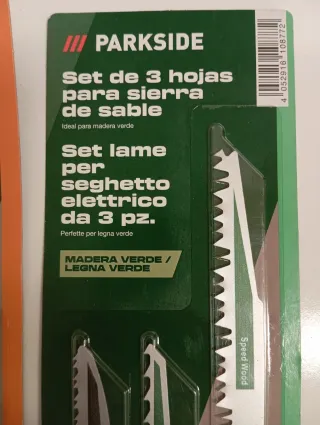 PARKSIDE
Set de 3 hojas
para sierra
de sable
Ideal para madera verde
Set lame
per
seghetto
elettrico
da 3 pz.
Perfette per legna verde
MADERA VERDE /
LEGNA VERDE
Speed Wood
4 052916 108772